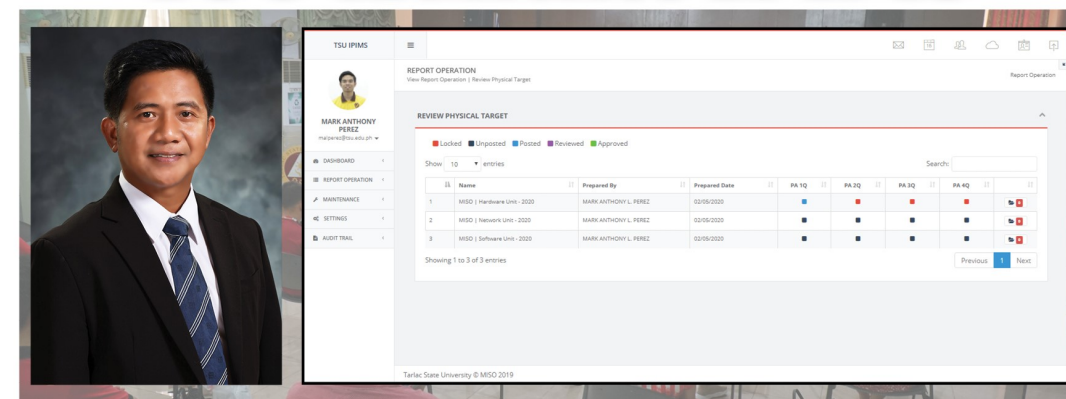 TSU IPIMS
MARK ANTHONY
PEREZ
malperez@tsu.edu.ph
DASHBOARD
REPORT OPERATION
MAINTENANCE
SETTINGS
AUDIT TRAIL
REPORT OPERATION
View Report Operation | Review Physical Target
Report Operation
REVIEW PHYSICAL TARGET
Locked Unposted Posted Reviewed Approved
Show 10 entries
Search:
Name Prepared By Prepared Date PA 1Q PA 2Q PA 3Q PA 4Q
1 MISO | Hardware Unit - 2020 MARK ANTHONY L. PEREZ 02/05/2020
2 MISO | Network Unit - 2020 MARK ANTHONY L. PEREZ 02/05/2020
3 MISO | Software Unit - 2020 MARK ANTHONY L. PEREZ 02/05/2020
Showing 1 to 3 of 3 entries
Previous 1 Next
Tarlac State University © MISO 2019